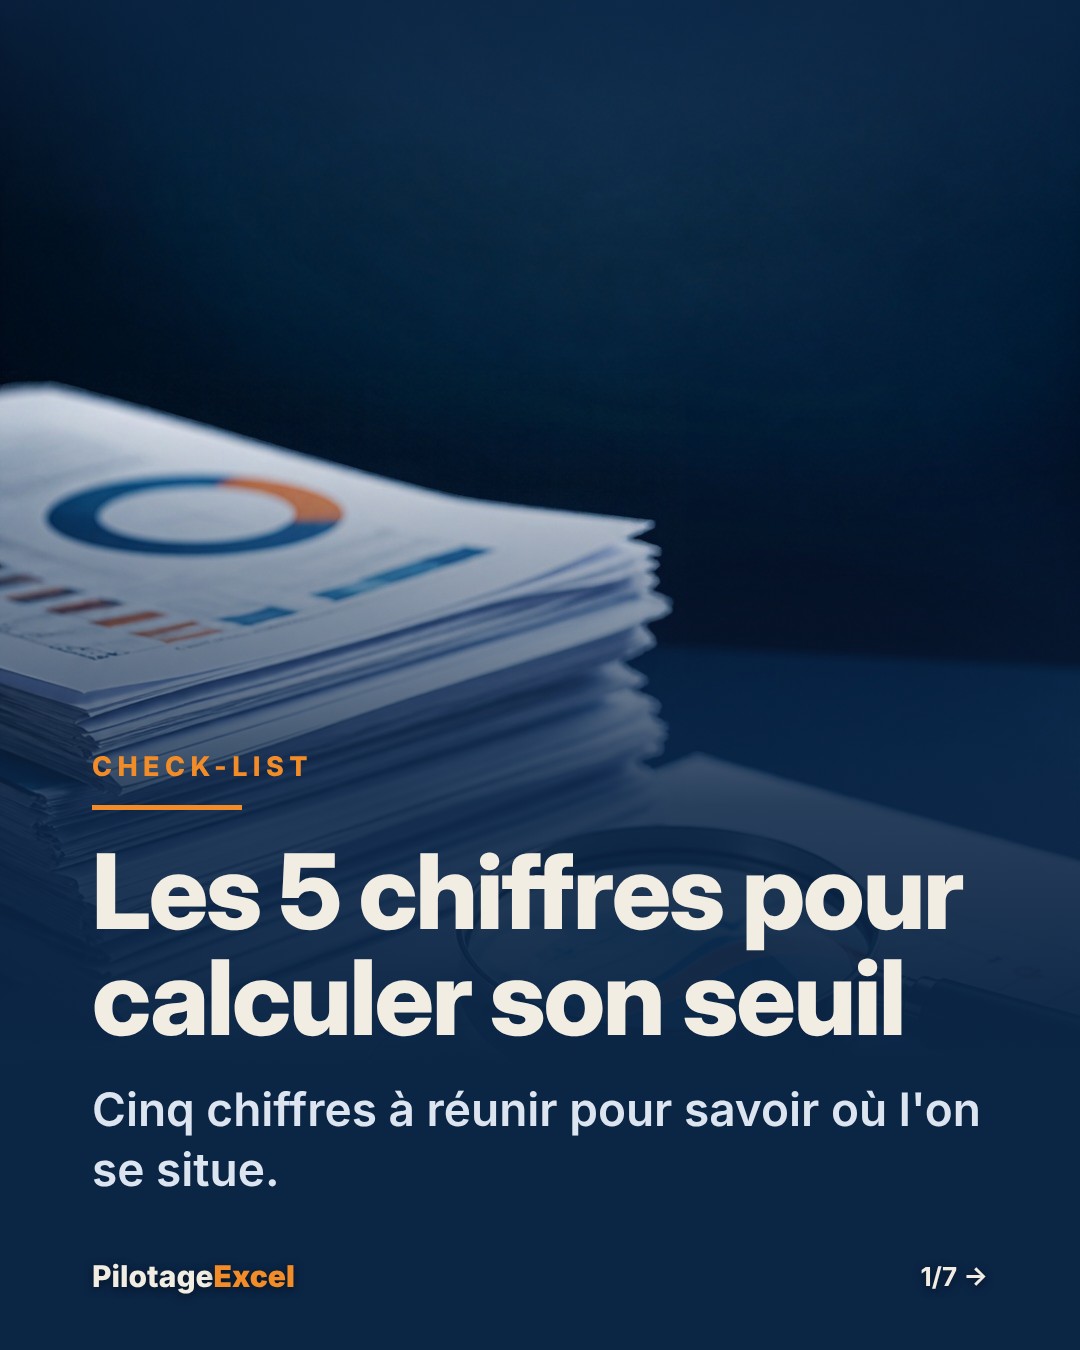 CHECK-LIST
Les 5 chiffres pour
calculer son seuil
Cinq chiffres à réunir pour savoir où l'on
se situe.
PilotageExcel
1/7 →